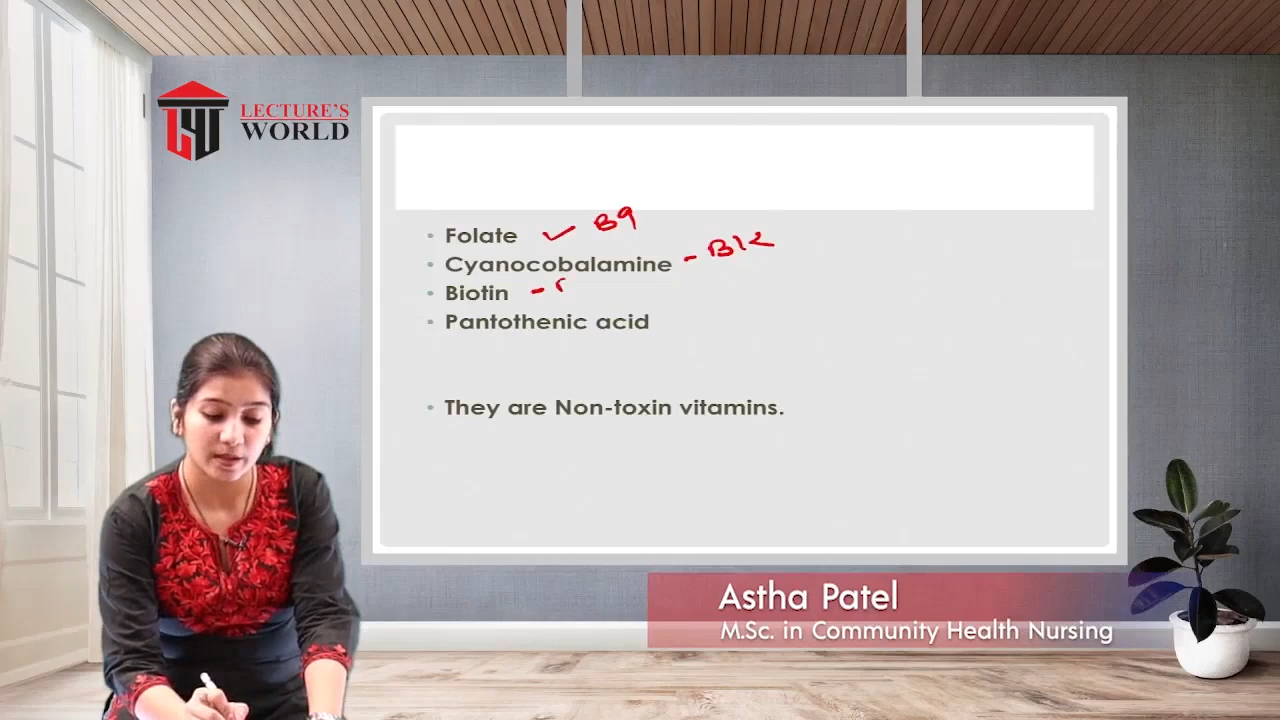 LECTURE'S
WORLD
Folate B9
Cyanocobalamine - B12
Biotin -
Pantothenic acid
They are Non-toxin vitamins.
Astha Patel
M.Sc. in Community Health Nursing